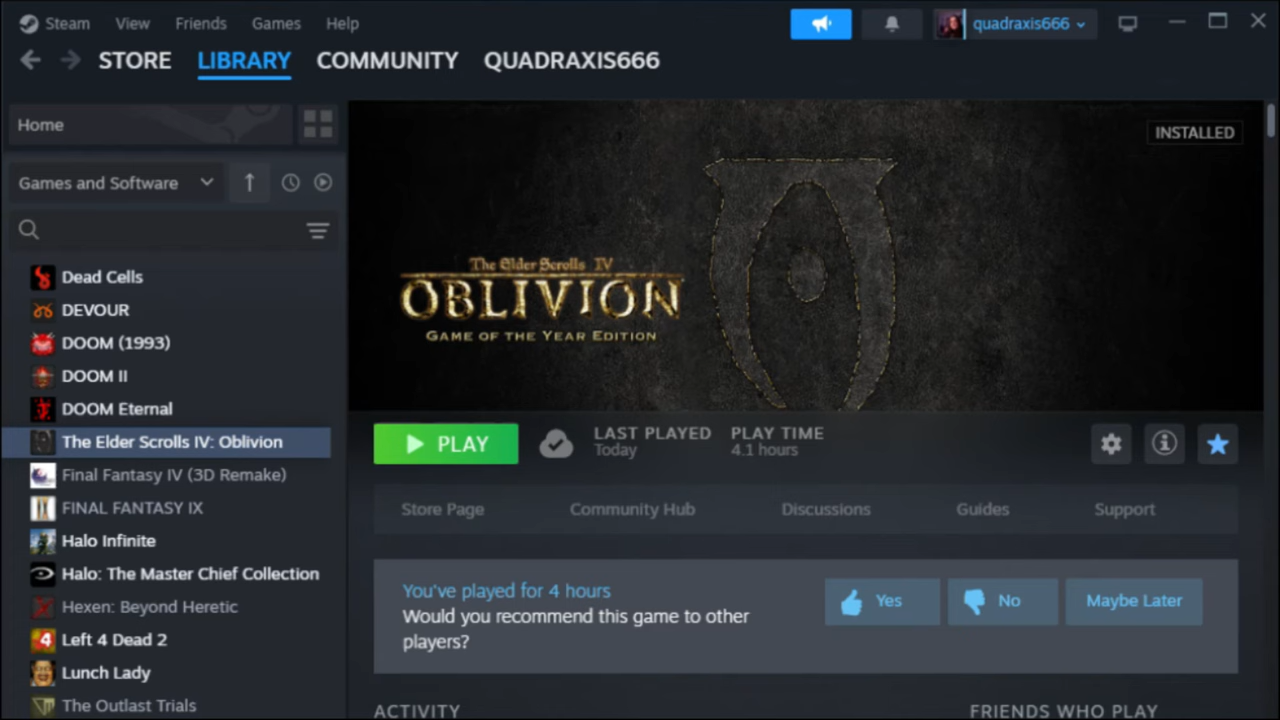 Steam View Friends Games Help
quadraxis666
STORE LIBRARY COMMUNITY QUADRAXIS666
Home
Games and Software
Dead Cells
DEVOUR
DOOM (1993)
DOOM II
DOOM Eternal
The Elder Scrolls IV: Oblivion
Final Fantasy IV (3D Remake)
FINAL FANTASY IX
Halo Infinite
Halo: The Master Chief Collection
Hexen: Beyond Heretic
Left 4 Dead 2
Lunch Lady
The Outlast Trials
INSTALLED
The Elder Scrolls IV
OBLIVION
GAME OF THE YEAR EDITION
PLAY
LAST PLAYED
Today
PLAY TIME
4.1 hours
Store Page Community Hub Discussions Guides Support
You've played for 4 hours
Would you recommend this game to other
players?
Yes No Maybe Later
ACTIVITY
FRIENDS WHO PLAY